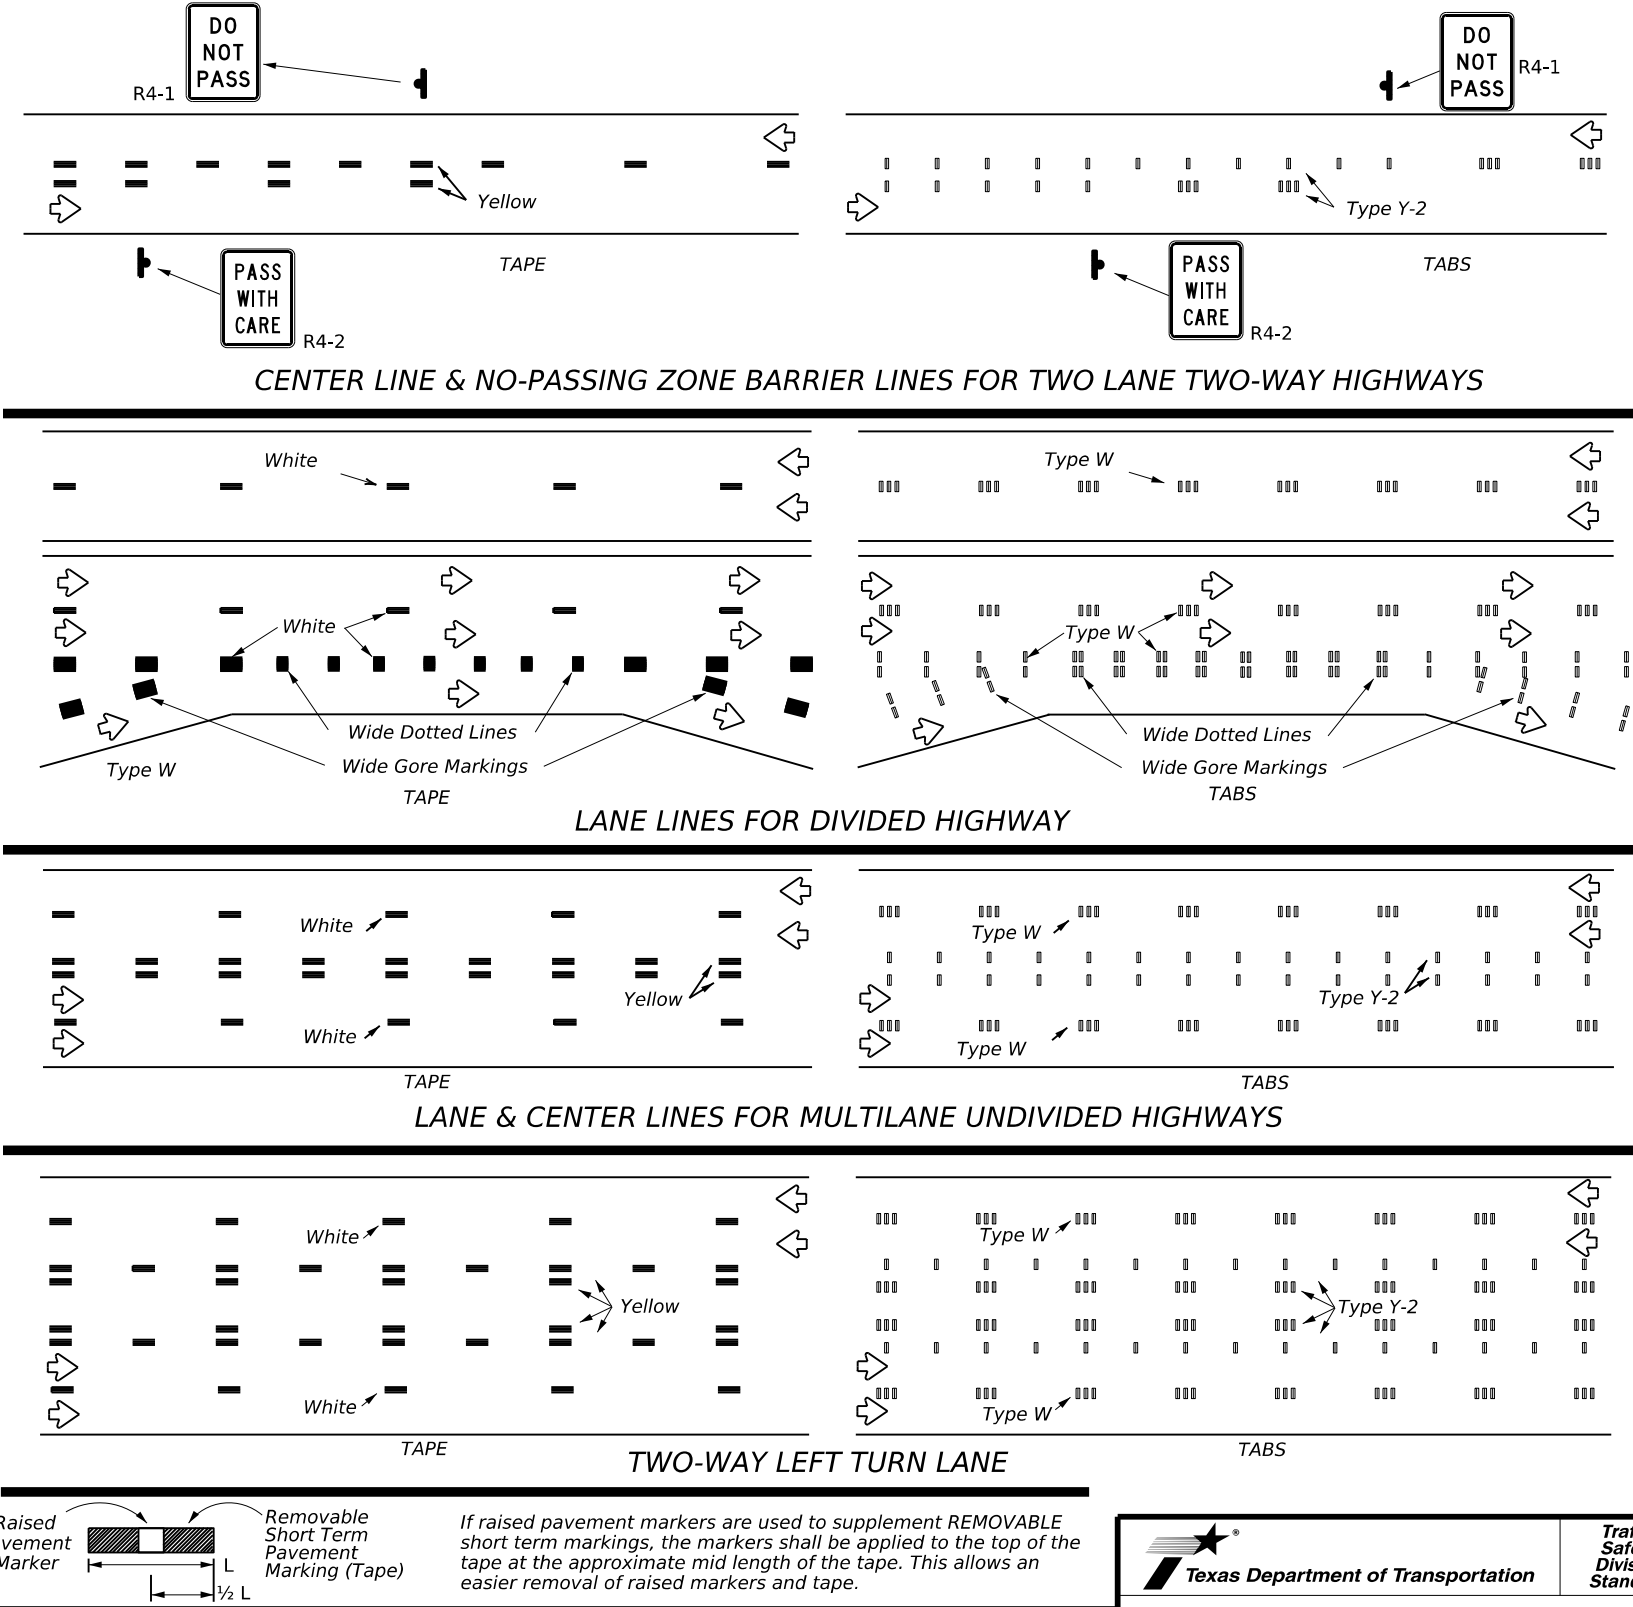 DO
NOT
PASS
R4-1
DO
NOT
PASS
R4-1
Yellow
Type Y-2
PASS
WITH
CARE
R4-2
TAPE
PASS
WITH
CARE
R4-2
TABS
CENTER LINE & NO-PASSING ZONE BARRIER LINES FOR TWO LANE TWO-WAY HIGHWAYS
White
Type W
White
Type W
Wide Dotted Lines
Wide Gore Markings
Type W
TAPE
Wide Dotted Lines
Wide Gore Markings
TABS
LANE LINES FOR DIVIDED HIGHWAY
White
Yellow
White
TAPE
Type W
Type Y-2
Type W
TABS
LANE & CENTER LINES FOR MULTILANE UNDIVIDED HIGHWAYS
White
Yellow
White
TAPE
Type W
Type Y-2
Type W
TABS
TWO-WAY LEFT TURN LANE
Raised
vement
Marker
L
½ L
Removable
Short Term
Pavement
Marking (Tape)
If raised pavement markers are used to supplement REMOVABLE
short term markings, the markers shall be applied to the top of the
tape at the approximate mid length of the tape. This allows an
easier removal of raised markers and tape.
®
Texas Department of Transportation
Traf
Safe
Divis
Stand